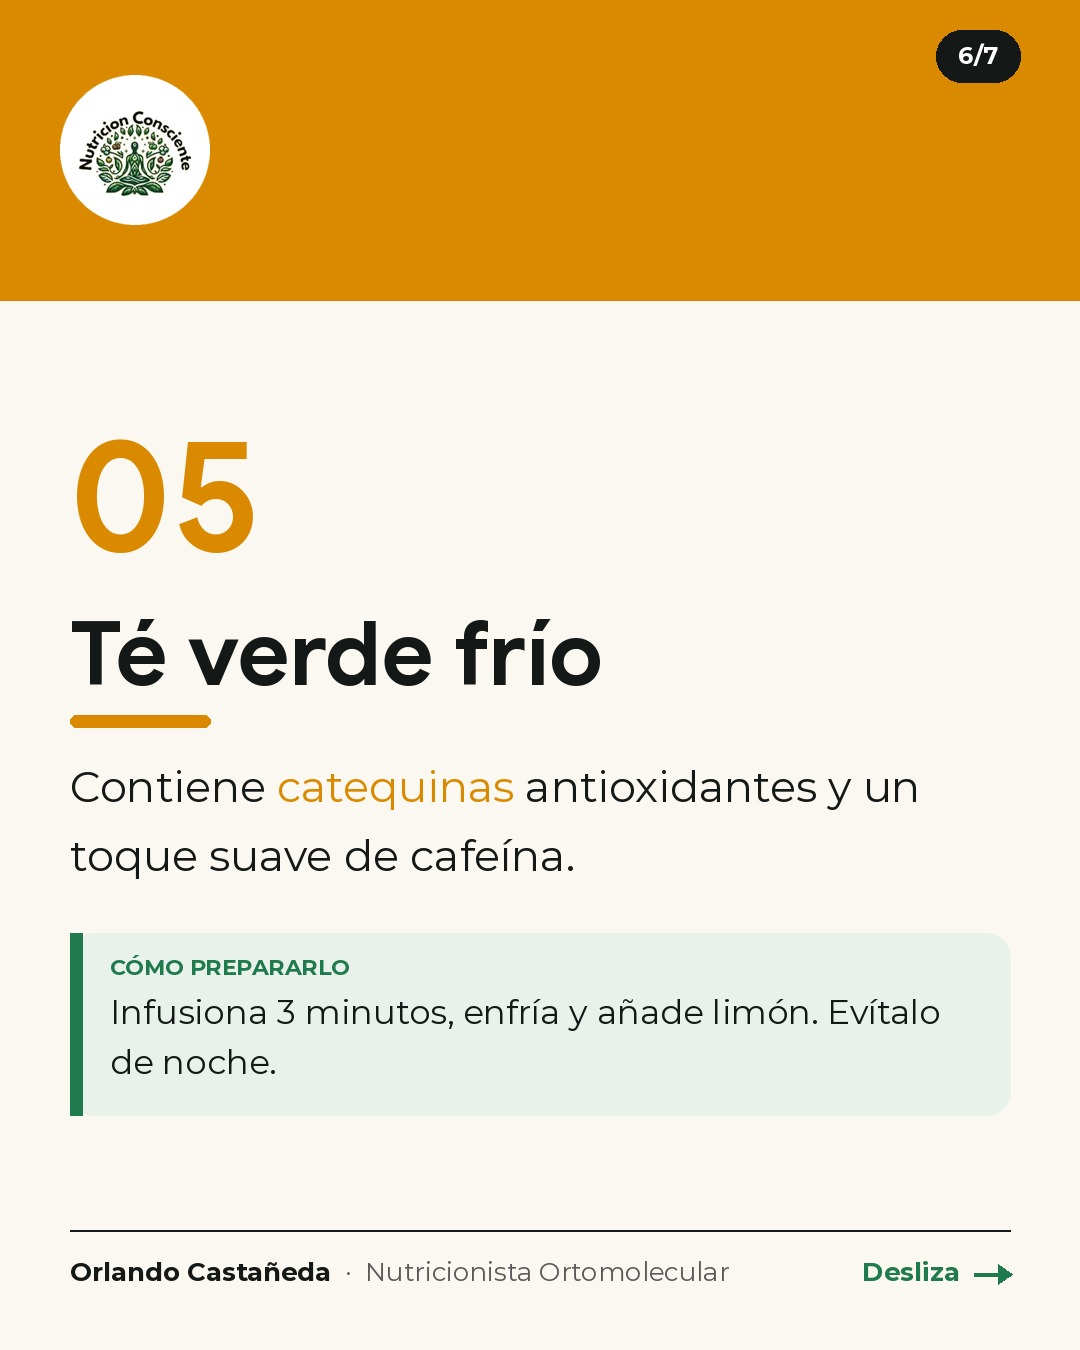 6/7
Nutricion Consciente
05
Té verde frío
Contiene catequinas antioxidantes y un
toque suave de cafeína.
CÓMO PREPARARLO
Infusiona 3 minutos, enfría y añade limón. Evítalo
de noche.
Orlando Castañeda · Nutricionista Ortomolecular
Desliza →